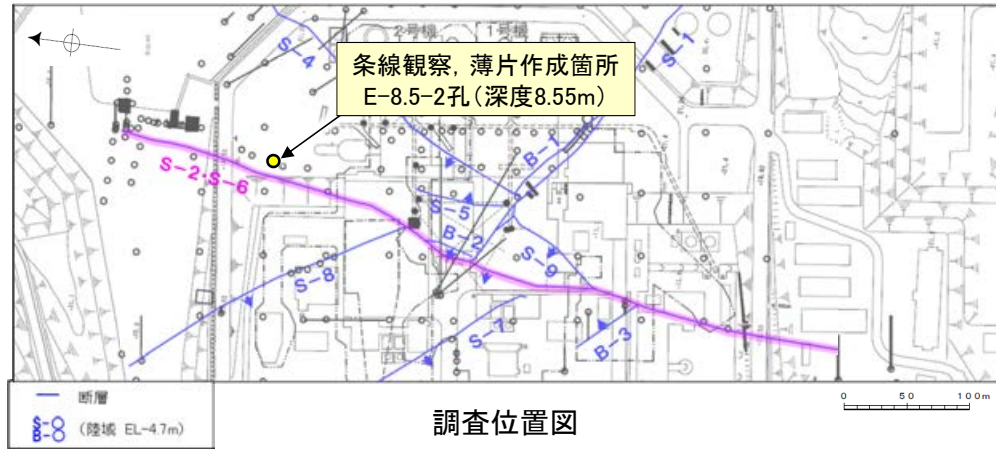 2号機
1号機
S-4
S-1
条線観察，薄片作成箇所
E-8.5-2孔(深度8.55m)
B-1
S-2・S-6
S-5
B-2
S-9
S-8
S-7
B-3
断層
S-○
B-○
(陸域 EL-4.7m)
調査位置図
0 50 100m